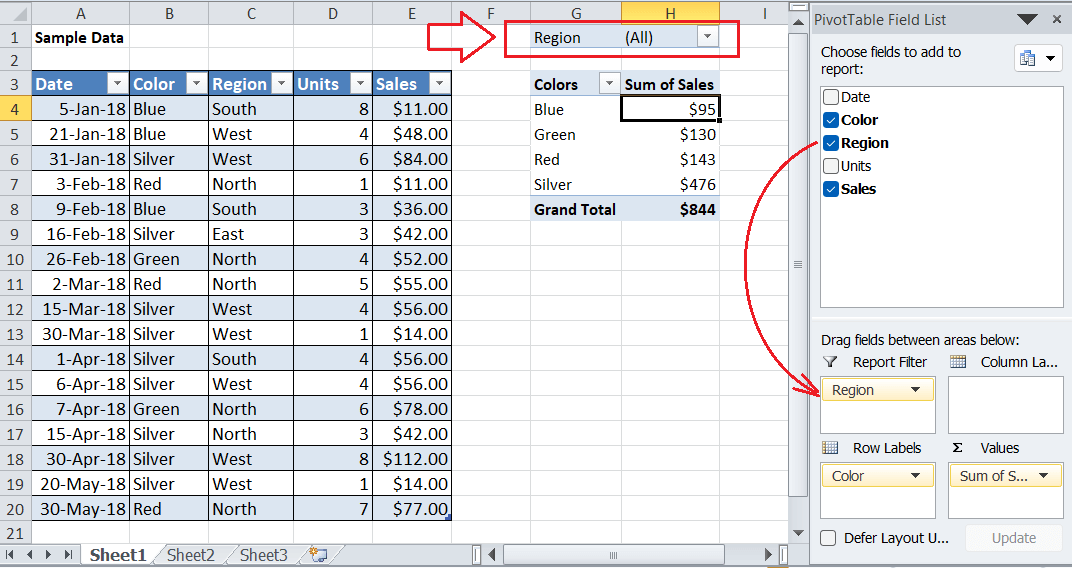 A B C D E F G H I
1 Sample Data Region (All)
2
3 Date Color Region Units Sales Colors Sum of Sales
4 5-Jan-18 Blue South 8 $11.00 Blue $95
5 21-Jan-18 Blue West 4 $48.00 Green $130
6 31-Jan-18 Silver West 6 $84.00 Red $143
7 3-Feb-18 Red North 1 $11.00 Silver $476
8 9-Feb-18 Blue South 3 $36.00 Grand Total $844
9 16-Feb-18 Silver East 3 $42.00
10 26-Feb-18 Green North 4 $52.00
11 2-Mar-18 Red North 5 $55.00
12 15-Mar-18 Silver West 4 $56.00
13 30-Mar-18 Silver West 1 $14.00
14 1-Apr-18 Silver South 4 $56.00
15 6-Apr-18 Silver West 4 $56.00
16 7-Apr-18 Green North 6 $78.00
17 15-Apr-18 Silver North 3 $42.00
18 30-Apr-18 Silver West 8 $112.00
19 20-May-18 Silver West 1 $14.00
20 30-May-18 Red North 7 $77.00
21
Sheet1 Sheet2 Sheet3
PivotTable Field List
Choose fields to add to
report:
Date
Color
Region
Units
Sales
Drag fields between areas below:
Report Filter Column La...
Region
Row Labels Σ Values
Color Sum of S...
Defer Layout U... Update